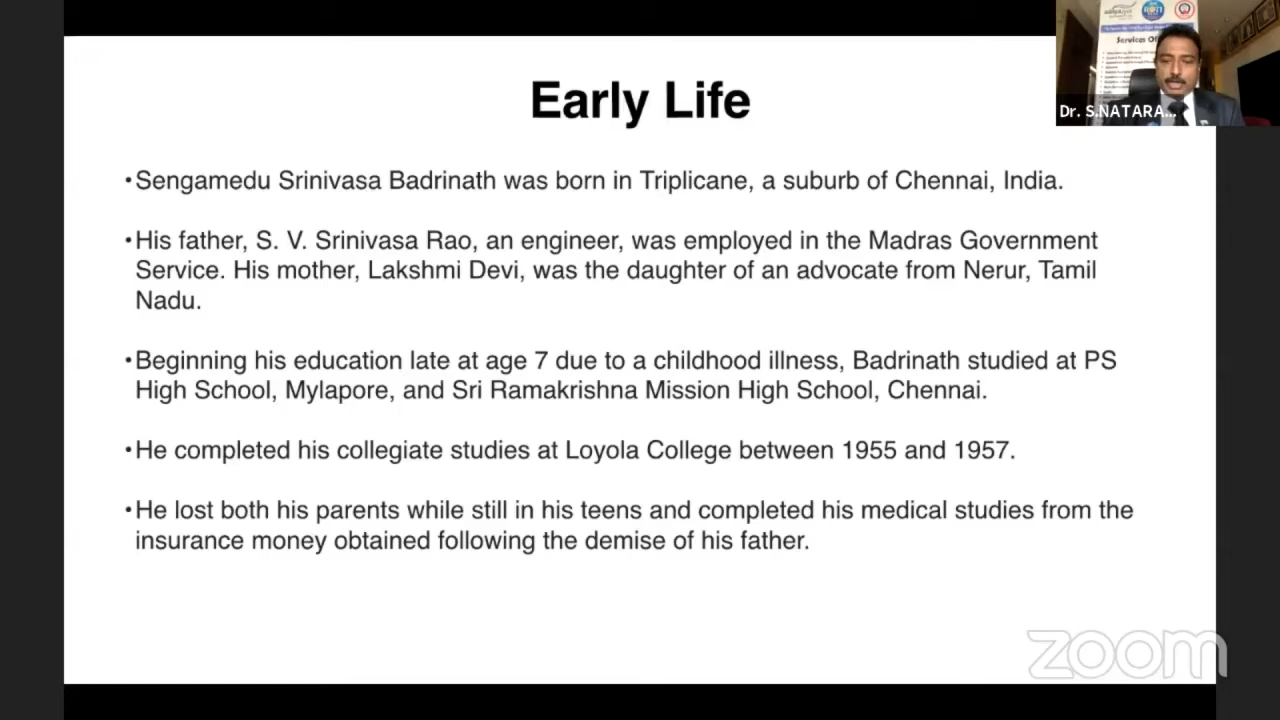 Early Life
•Sengamedu Srinivasa Badrinath was born in Triplicane, a suburb of Chennai, India.
•His father, S. V. Srinivasa Rao, an engineer, was employed in the Madras Government
Service. His mother, Lakshmi Devi, was the daughter of an advocate from Nerur, Tamil
Nadu.
•Beginning his education late at age 7 due to a childhood illness, Badrinath studied at PS
High School, Mylapore, and Sri Ramakrishna Mission High School, Chennai.
•He completed his collegiate studies at Loyola College between 1955 and 1957.
•He lost both his parents while still in his teens and completed his medical studies from the
insurance money obtained following the demise of his father.
Services
Dr. S.NATARA...
zoom